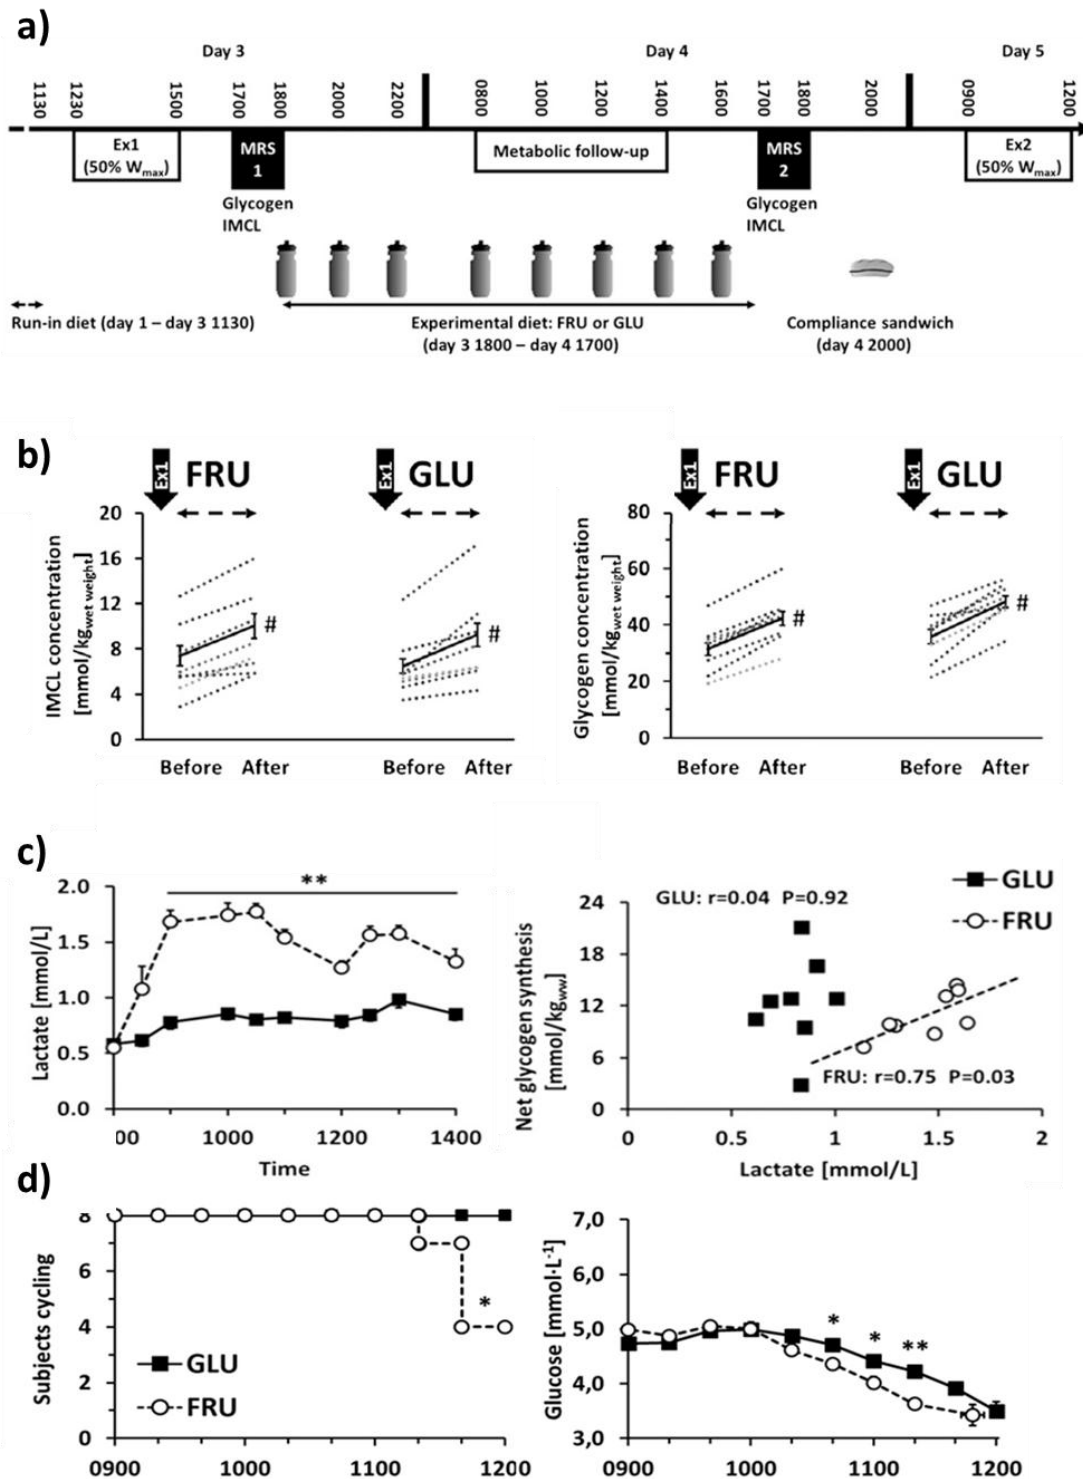 a)
Day 3 Day 4 Day 5
1130 1230 1500 1700 1800 2000 2200 0800 1000 1200 1400 1700 1800 2000 0900 1200
Ex1
(50% Wmax)
MRS
1
Metabolic follow-up
MRS
2
Ex2
(50% Wmax)
Glycogen
IMCL
Glycogen
IMCL
Run-in diet (day 1 – day 3 1130)
Experimental diet: FRU or GLU
(day 3 1800 – day 4 1700)
Compliance sandwich
(day 4 2000)
b)
Ex1 FRU Ex1 GLU
IMCL concentration
[mmol/kgwet weight]
20
16
12
8
4
0
# #
Before After Before After
Ex1 FRU Ex1 GLU
Glycogen concentration
[mmol/kgwet weight]
80
60
40
20
0
# #
Before After Before After
c)
Lactate [mmol/L]
2.0
1.5
1.0
0.5
0.0
**
00 1000 1200 1400
Time
GLU
FRU
GLU: r=0.04 P=0.92
Net glycogen synthesis
[mmol/kgww]
24
18
12
6
0
FRU: r=0.75 P=0.03
0 0.5 1 1.5 2
Lactate [mmol/L]
d)
Subjects cycling
8
6
4
2
0
*
GLU
FRU
0900 1000 1100 1200
Glucose [mmol·L-1]
7,0
6,0
5,0
4,0
3,0
* * **
0900 1000 1100 1200